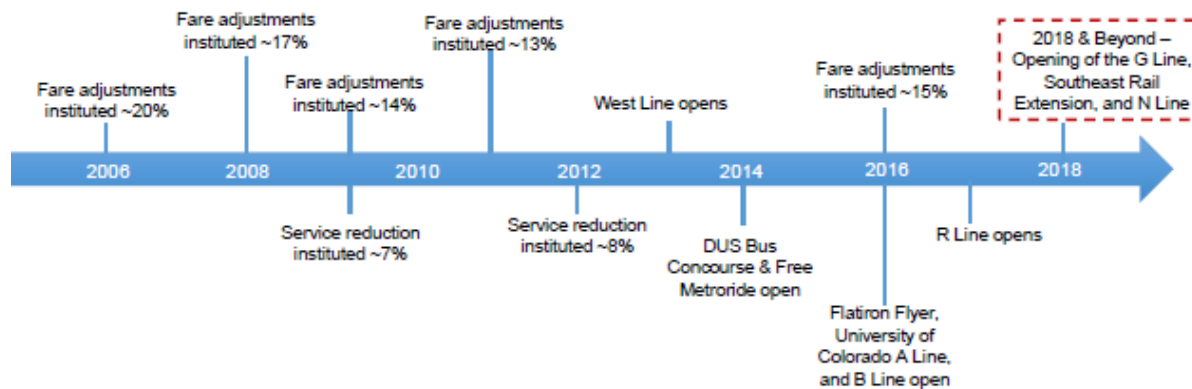 Fare adjustments
instituted ~20%
Fare adjustments
instituted ~17%
Fare adjustments
instituted ~14%
Fare adjustments
instituted ~13%
West Line opens
Fare adjustments
instituted ~15%
2018 & Beyond –
Opening of the G Line,
Southeast Rail
Extension, and N Line
2006
2008
2010
2012
2014
2016
2018
Service reduction
instituted ~7%
Service reduction
instituted ~8%
DUS Bus
Concourse & Free
Metroride open
Flatiron Flyer,
University of
Colorado A Line,
and B Line open
R Line opens